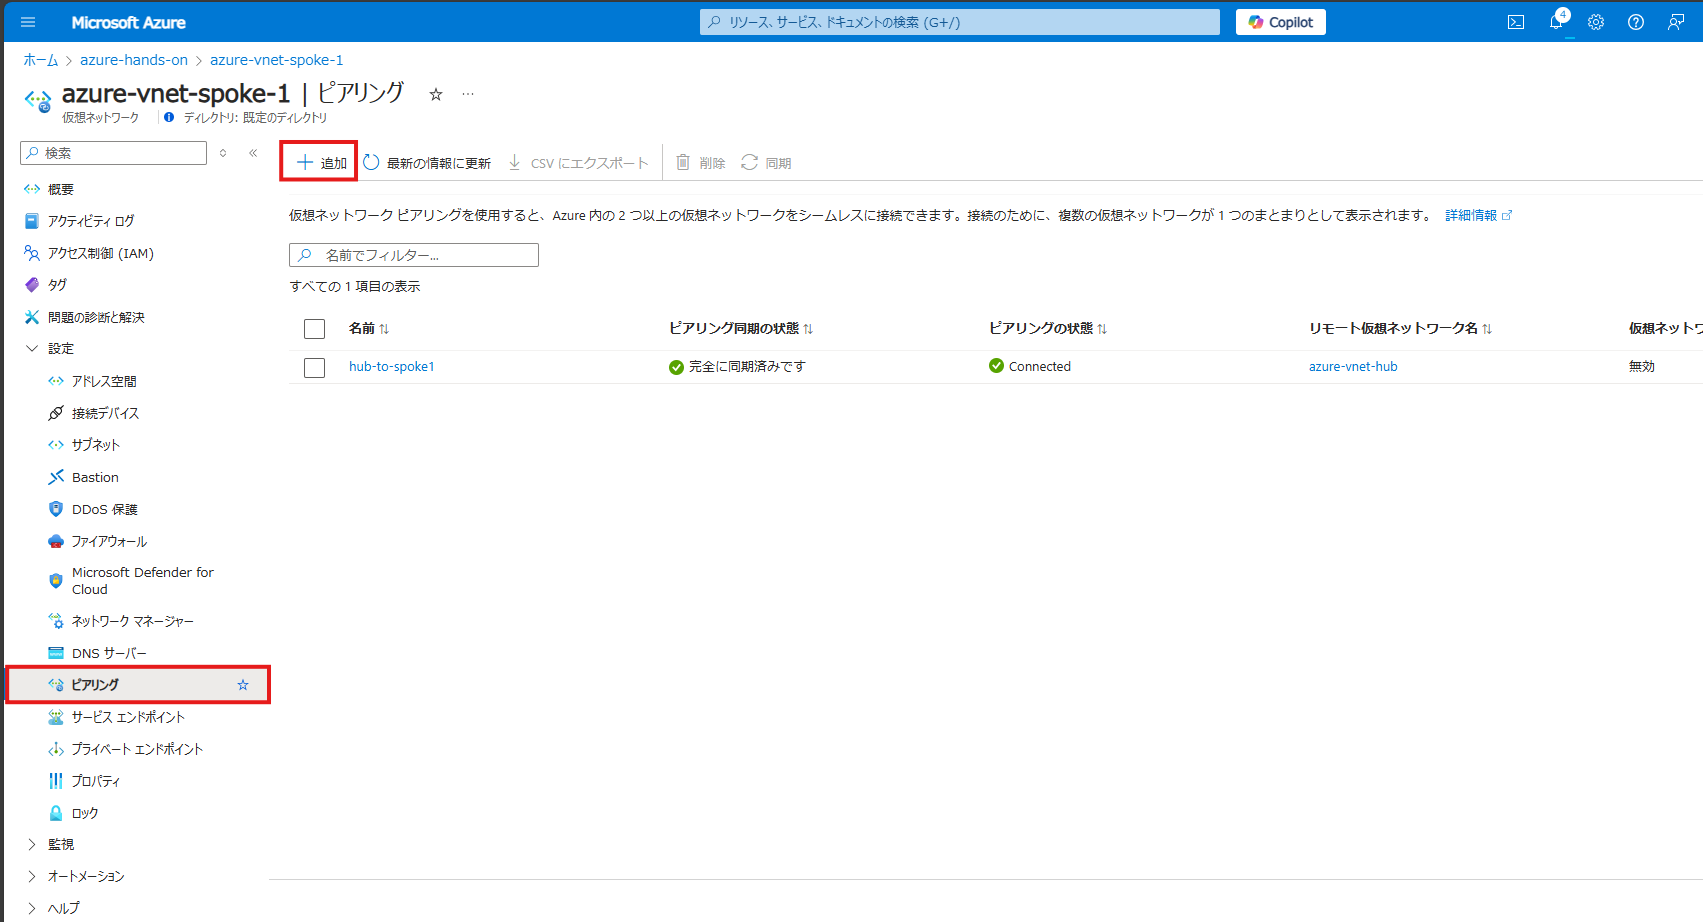 Microsoft Azure
リソース、サービス、ドキュメントの検索 (G+/)
Copilot
4
ホーム > azure-hands-on > azure-vnet-spoke-1
azure-vnet-spoke-1 | ピアリング
仮想ネットワーク
ディレクトリ: 既定のディレクトリ
検索
概要
アクティビティ ログ
アクセス制御 (IAM)
タグ
問題の診断と解決
設定
アドレス空間
接続デバイス
サブネット
Bastion
DDoS 保護
ファイアウォール
Microsoft Defender for
Cloud
ネットワーク マネージャー
DNS サーバー
ピアリング
サービス エンドポイント
プライベート エンドポイント
プロパティ
ロック
監視
オートメーション
ヘルプ
追加 最新の情報に更新 CSV にエクスポート 削除 同期
仮想ネットワーク ピアリングを使用すると、Azure 内の 2 つ以上の仮想ネットワークをシームレスに接続できます。接続のために、複数の仮想ネットワークが 1 つのまとまりとして表示されます。 詳細情報
名前でフィルター...
すべての 1 項目の表示
名前 ピアリング同期の状態 ピアリングの状態 リモート仮想ネットワーク名 仮想ネットワ
hub-to-spoke1 完全に同期済みです Connected azure-vnet-hub 無効